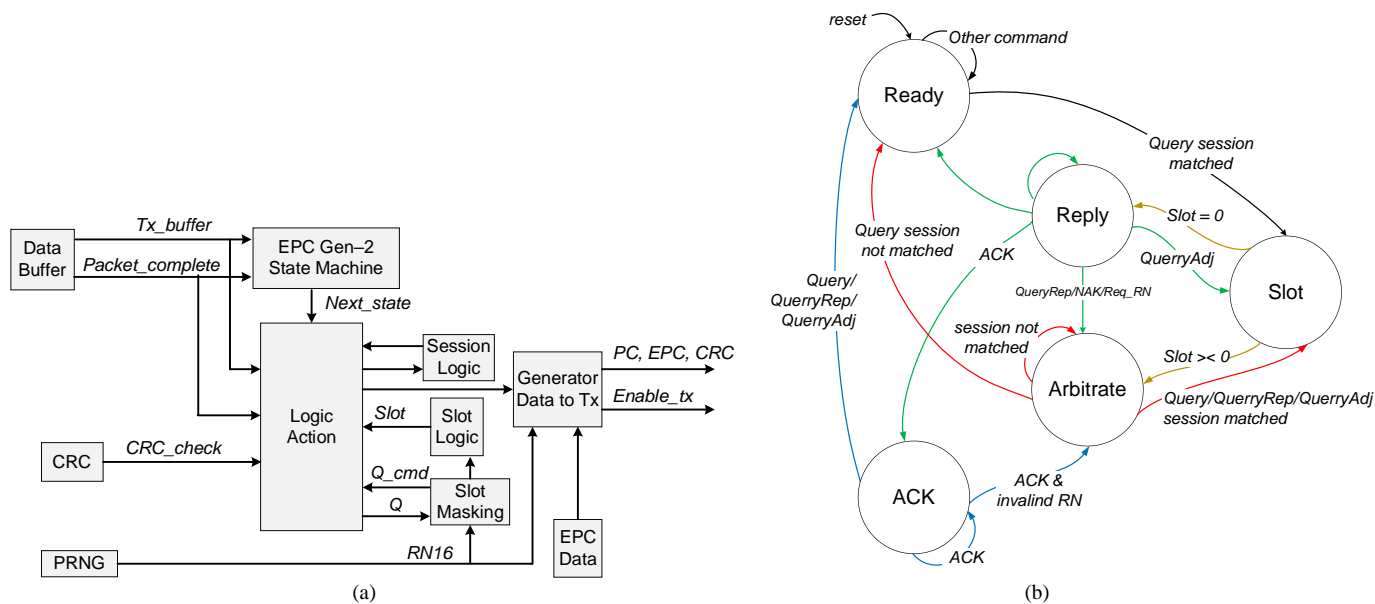 Data
Buffer
Tx_buffer
Packet_complete
EPC Gen–2
State Machine
Next_state
Logic
Action
Session
Logic
Generator
Data to Tx
PC, EPC, CRC
Enable_tx
Slot
Slot
Logic
CRC
CRC_check
Q_cmd
Q
Slot
Masking
EPC
Data
PRNG
RN16
(a)
reset
Other command
Ready
Query session
matched
Reply
Slot = 0
Query session
not matched
ACK
QuerryAdj
Slot
Query/
QuerryRep/
QuerryAdj
QueryRep/NAK/Req_RN
session not
matched
Slot >< 0
Arbitrate
Query/QuerryRep/QuerryAdj
session matched
ACK
ACK &
invalind RN
ACK
(b)